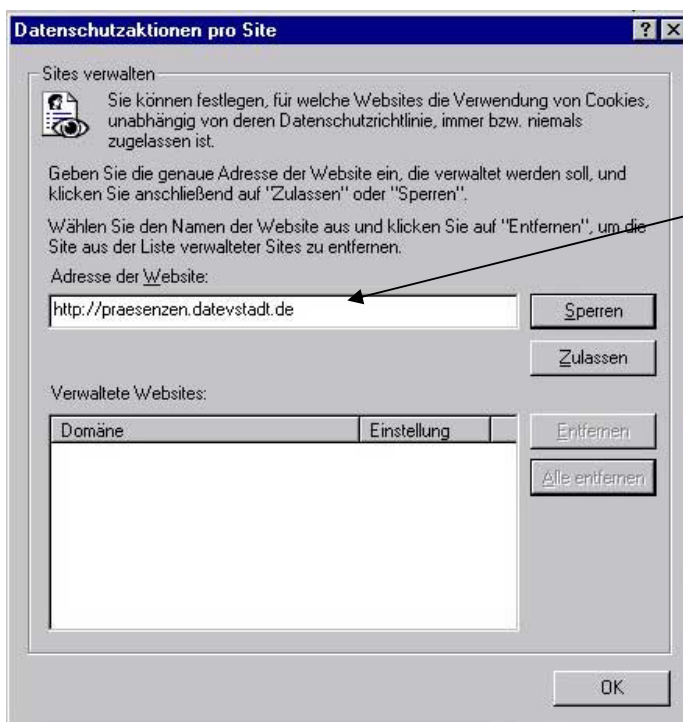 Datenschutzaktionen pro Site
Sites verwalten
Sie können festlegen, für welche Websites die Verwendung von Cookies,
unabhängig von deren Datenschutzrichtlinie, immer bzw. niemals
zugelassen ist.
Geben Sie die genaue Adresse der Website ein, die verwaltet werden soll, und
klicken Sie anschließend auf "Zulassen" oder "Sperren".
Wählen Sie den Namen der Website aus und klicken Sie auf "Entfernen", um die
Site aus der Liste verwalteter Sites zu entfernen.
Adresse der Website:
http://praesenzen.datevstadt.de
Sperren
Zulassen
Verwaltete Websites:
Domäne Einstellung
Entfernen
Alle entfernen
OK